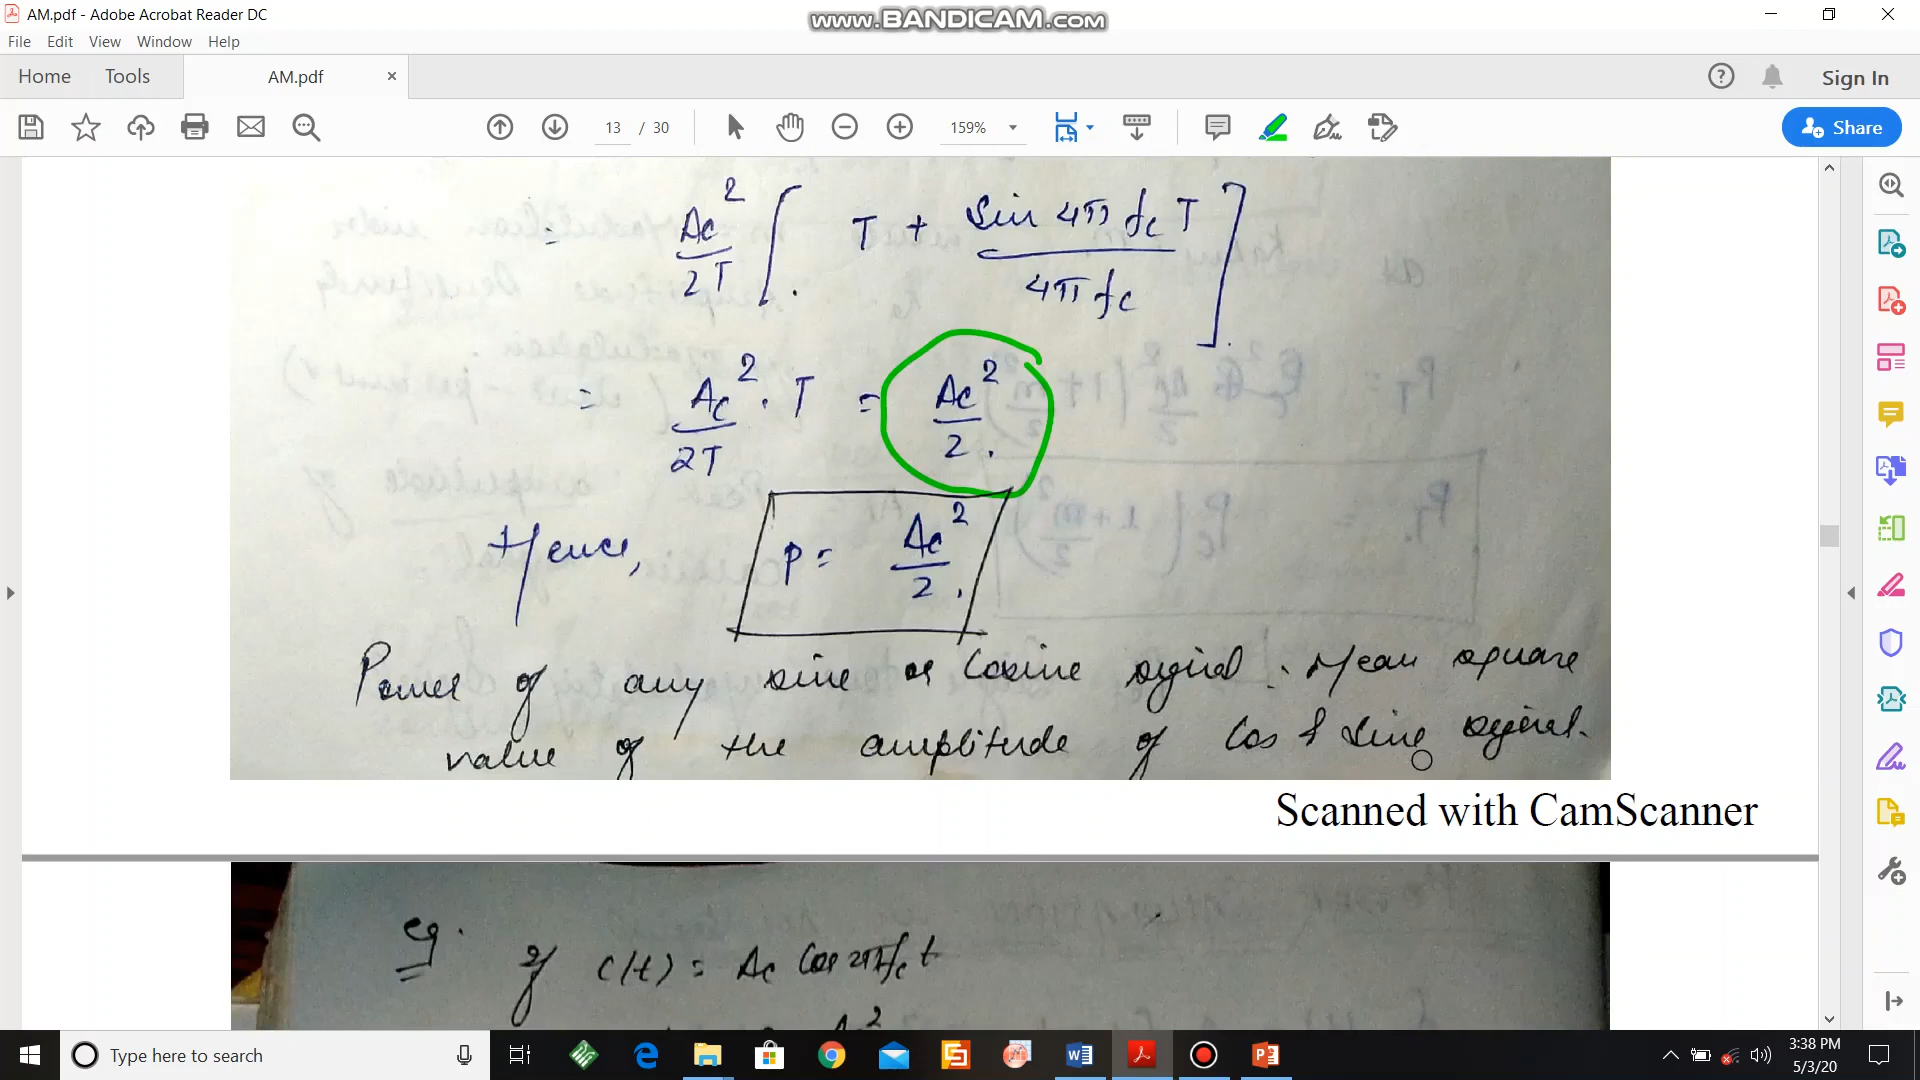 AM.pdf - Adobe Acrobat Reader DC
www.BANDICAM.com
File Edit View Window Help
Home Tools AM.pdf × Sign In
13 / 30 159% Share
= Ac² / 2T [ T + Sin 4π fc T / 4π fc ]
= Ac² / 2T . T = Ac² / 2 .
Hence, P = Ac² / 2 .
Power of any sine or Cosine signal : Mean square
value of the amplitude of Cos & Sine signal.
Scanned with CamScanner
eg. If c(t) = Ac Cos 2πfc t
Ac²
Type here to search
3:38 PM
5/3/20